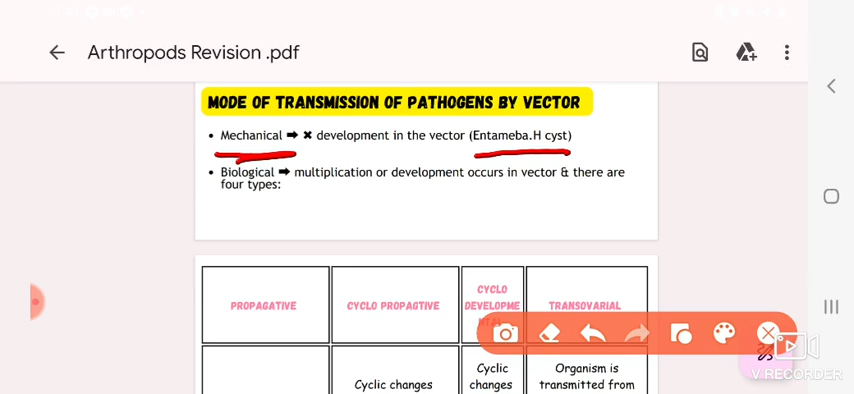 Arthropods Revision .pdf
MODE OF TRANSMISSION OF PATHOGENS BY VECTOR
• Mechanical ➡ ✖ development in the vector (Entameba.H cyst)
• Biological ➡ multiplication or development occurs in vector & there are
four types:
PROPAGATIVE
CYCLO PROPAGTIVE
CYCLO
DEVELOPME
TRANSOVARIAL
Cyclic changes
Cyclic
changes
Organism is
transmitted from
V RECORDER